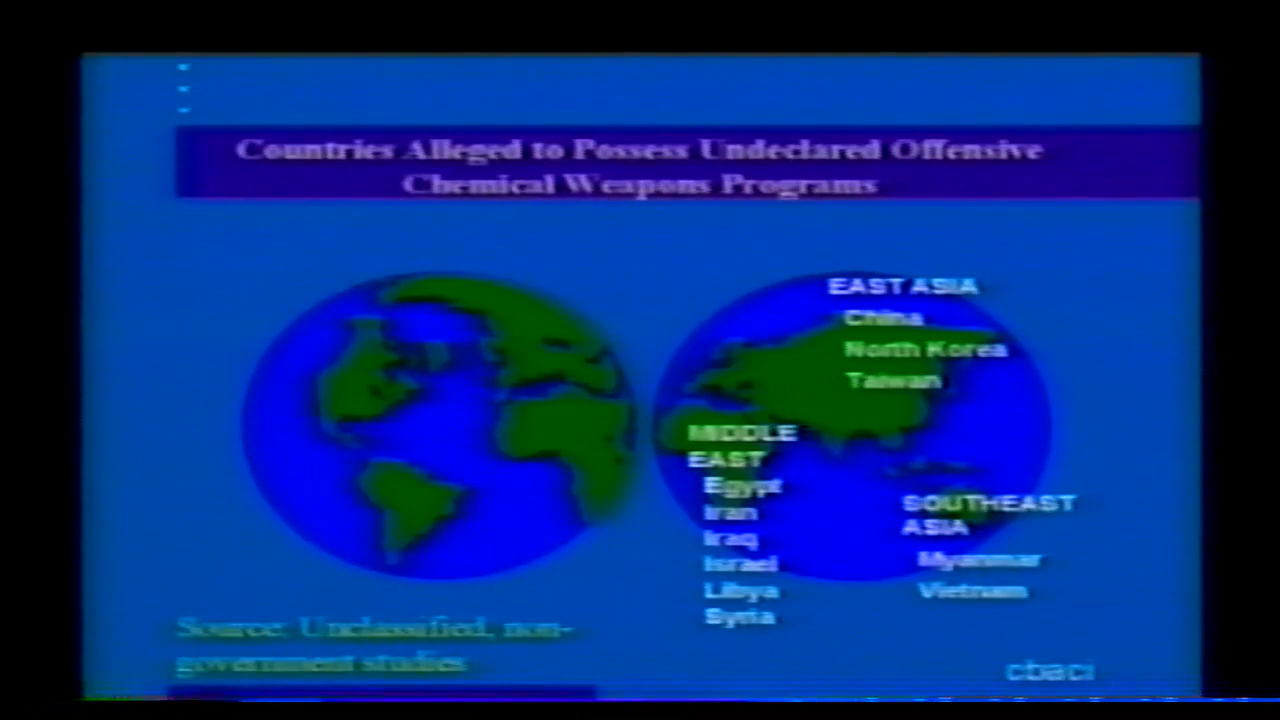 Countries Alleged to Possess Undeclared Offensive
Chemical Weapons Programs
EAST ASIA
China
North Korea
Taiwan
MIDDLE
EAST
Egypt
Iran
Iraq
Israel
Libya
Syria
SOUTHEAST
ASIA
Myanmar
Vietnam
Source: Unclassified, non-
government studies
cbaci